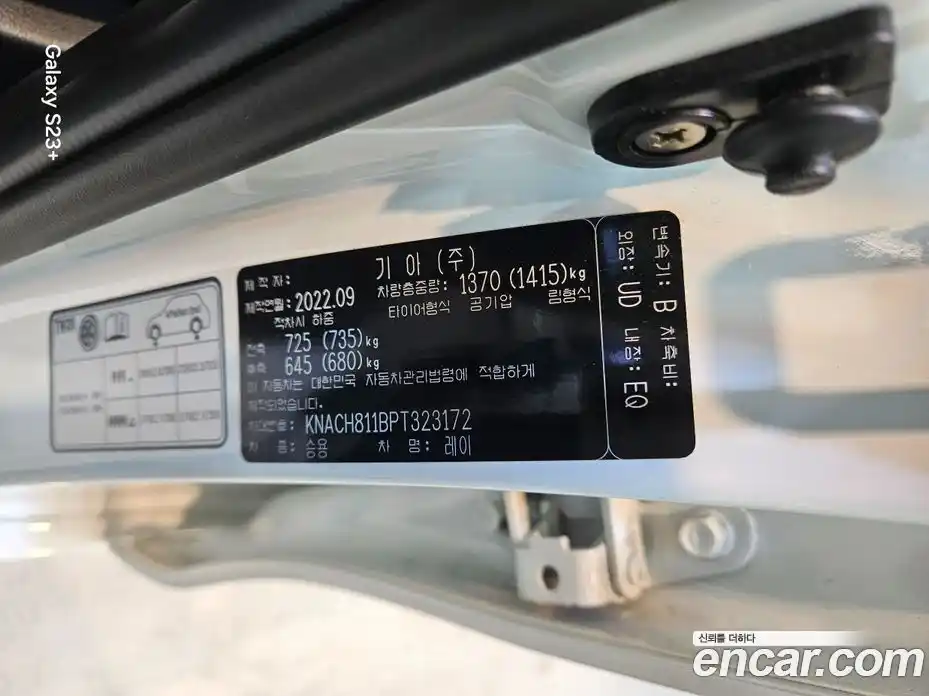 Galaxy S23+
제작자: 기 아 (주)
제작연월: 2022.09 차량총중량: 1370 (1415)kg
적차시 하중 타이어형식 공기압 림형식
전축 725 (735)kg
후축 645 (680)kg
이 자동차는 대한민국 자동차관리법령에 적합하게
제작되었습니다.
차대번호: KNACH811BPT323172
차 종: 승용 차 명: 레이
변속기: B 차축비:
외장: UD 내장: EQ
신뢰를 더하다
encar.com